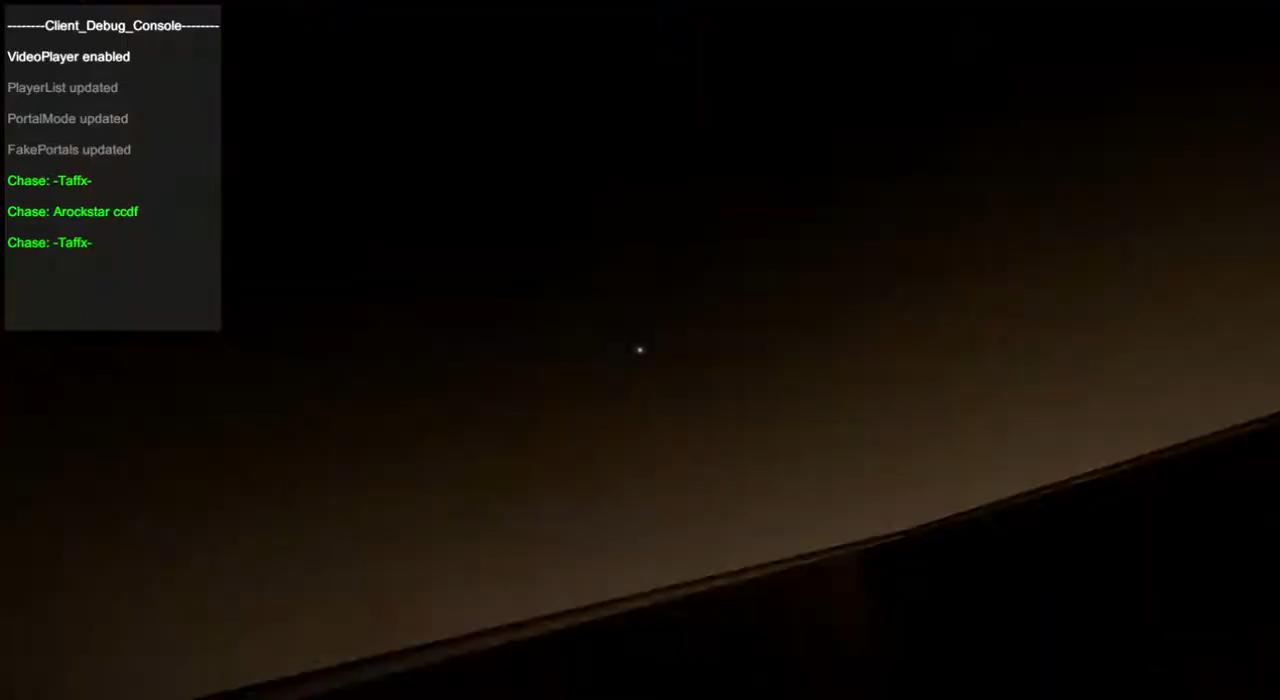 --------Client_Debug_Console--------
VideoPlayer enabled
PlayerList updated
PortalMode updated
FakePortals updated
Chase: -Taffx-
Chase: Arockstar ccdf
Chase: -Taffx-